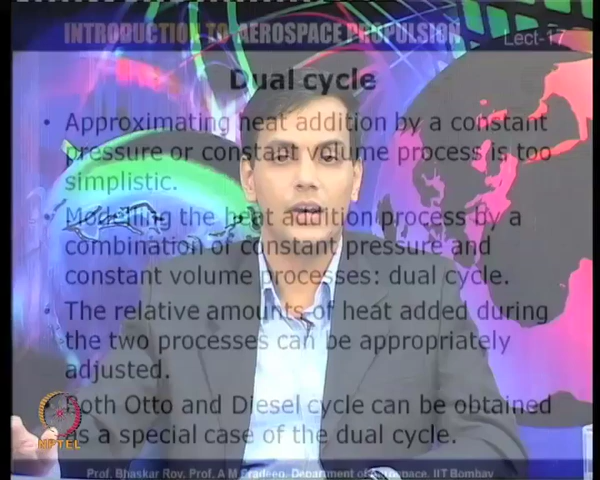 INTRODUCTION TO AEROSPACE PROPULSION
Lect-17
Dual cycle
• Approximating heat addition by a constant
pressure or constant volume process is too
simplistic.
• Modelling the heat addition process by a
combination of constant pressure and
constant volume processes: dual cycle.
• The relative amounts of heat added during
the two processes can be appropriately
adjusted.
• Both Otto and Diesel cycle can be obtained
as a special case of the dual cycle.
NPTEL
Prof. Bhaskar Roy, Prof. A M Pradeep, Department of Aerospace, IIT Bombay